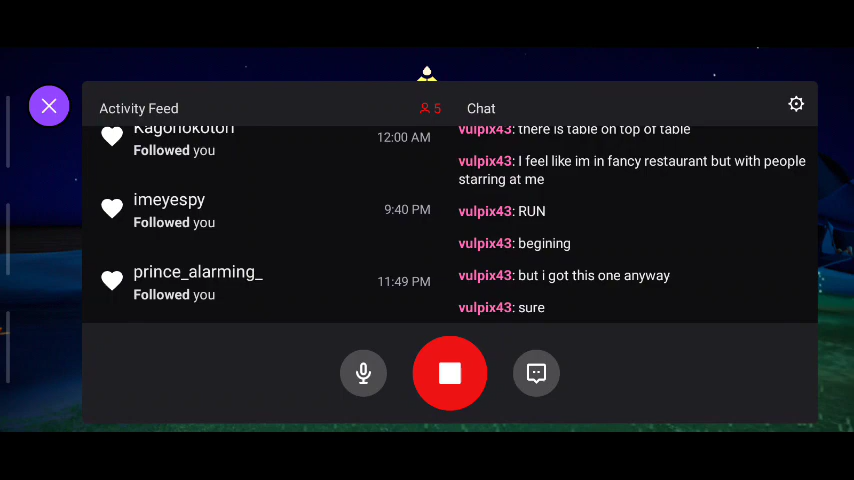 Activity Feed
5
Kagonokotori
12:00 AM
Followed you
imeyespy
9:40 PM
Followed you
prince_alarming_
11:49 PM
Followed you
Chat
vulpix43: there is table on top of table
vulpix43: I feel like im in fancy restaurant but with people
starring at me
vulpix43: RUN
vulpix43: begining
vulpix43: but i got this one anyway
vulpix43: sure